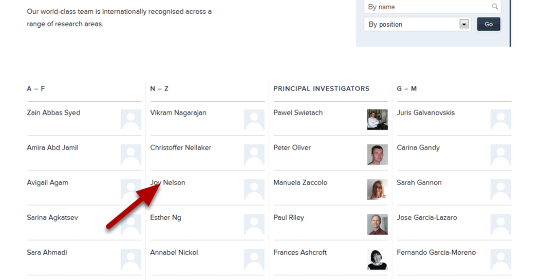 Our world-class team is internationally recognised across a
range of research areas.
By name
By position
Go
A – F
N – Z
PRINCIPAL INVESTIGATORS
G – M
Zain Abbas Syed
Vikram Nagarajan
Pawel Swietach
Juris Galvanovskis
Amira Abd Jamil
Christoffer Nellaker
Peter Oliver
Carina Gandy
Avigail Agam
Joy Nelson
Manuela Zaccolo
Sarah Gannon
Sarina Agkatsev
Esther Ng
Paul Riley
Jose Garcia-Lazaro
Sara Ahmadi
Annabel Nickol
Frances Ashcroft
Fernando Garcia-Moreno